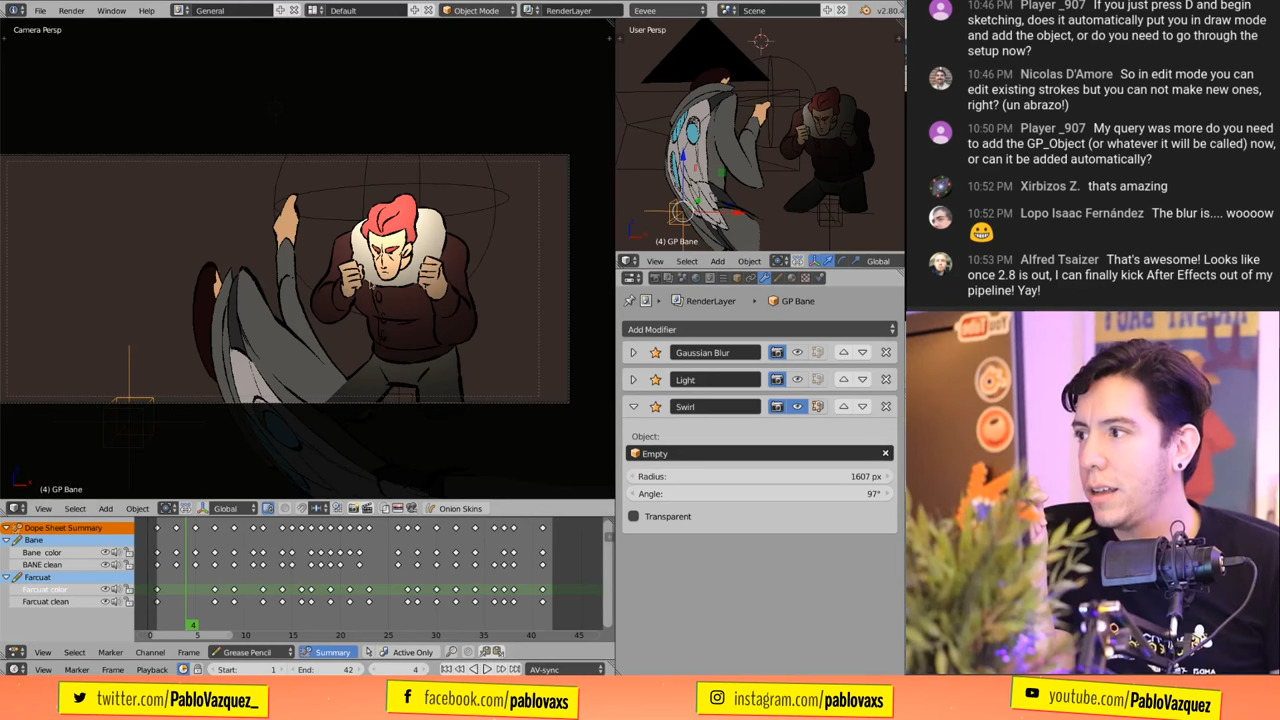 File Render Window Help General Default Object Mode RenderLayer Eevee Scene v2.80.4
Camera Persp
(4) GP Bane
User Persp
(4) GP Bane
View Select Add Object Global
RenderLayer GP Bane
Add Modifier
Gaussian Blur
Light
Swirl
Object:
Empty
Radius: 1607 px
Angle: 97°
Transparent
View Select Add Object Global Onion Skins
Dope Sheet Summary
Bane
Bane color
BANE clean
Farcuat
Farcuat color
Farcuat clean
4
0 5 10 15 20 25 30 35 40 45
View Select Marker Channel Frame Grease Pencil Summary Active Only
View Marker Frame Playback Start: 1 End: 42 4 AV-sync
10:46 PM Player _907 If you just press D and begin
sketching, does it automatically put you in draw mode
and add the object, or do you need to go through the
setup now?
10:46 PM Nicolas D'Amore So in edit mode you can
edit existing strokes but you can not make new ones,
right? (un abrazo!)
10:50 PM Player _907 My query was more do you need
to add the GP_Object (or whatever it will be called) now,
or can it be added automatically?
10:52 PM Xirbizos Z. thats amazing
10:52 PM Lopo Isaac Fernández The blur is.... woooow
10:53 PM Alfred Tsaizer That's awesome! Looks like
once 2.8 is out, I can finally kick After Effects out of my
pipeline! Yay!
twitter.com/PabloVazquez_
facebook.com/pablovaxs
instagram.com/pablovaxs
youtube.com/PabloVazquez